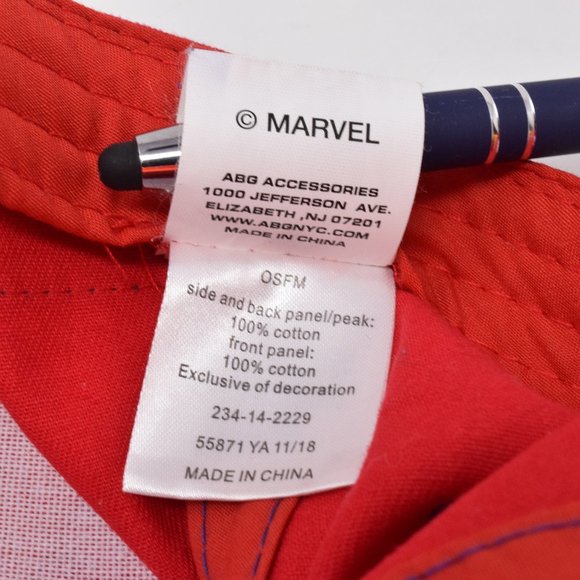 © MARVEL
ABG ACCESSORIES
1000 JEFFERSON AVE.
ELIZABETH ,NJ 07201
WWW.ABGNYC.COM
MADE IN CHINA
OSFM
side and back panel/peak:
100% cotton
front panel:
100% cotton
Exclusive of decoration
234-14-2229
55871 YA 11/18
MADE IN CHINA